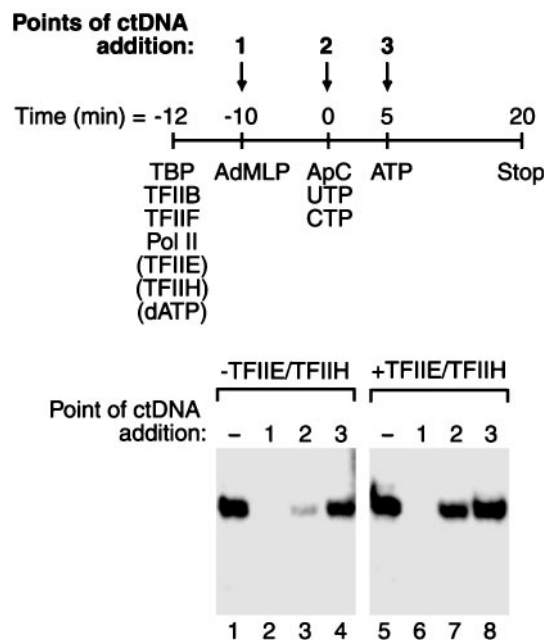 Points of ctDNA
addition: 1 2 3
Time (min) = -12 -10 0 5 20
TBP AdMLP ApC ATP Stop
TFIIB UTP
TFIIF CTP
Pol II
(TFIIE)
(TFIIH)
(dATP)
-TFIIE/TFIIH +TFIIE/TFIIH
Point of ctDNA
addition: – 1 2 3 – 1 2 3
1 2 3 4 5 6 7 8